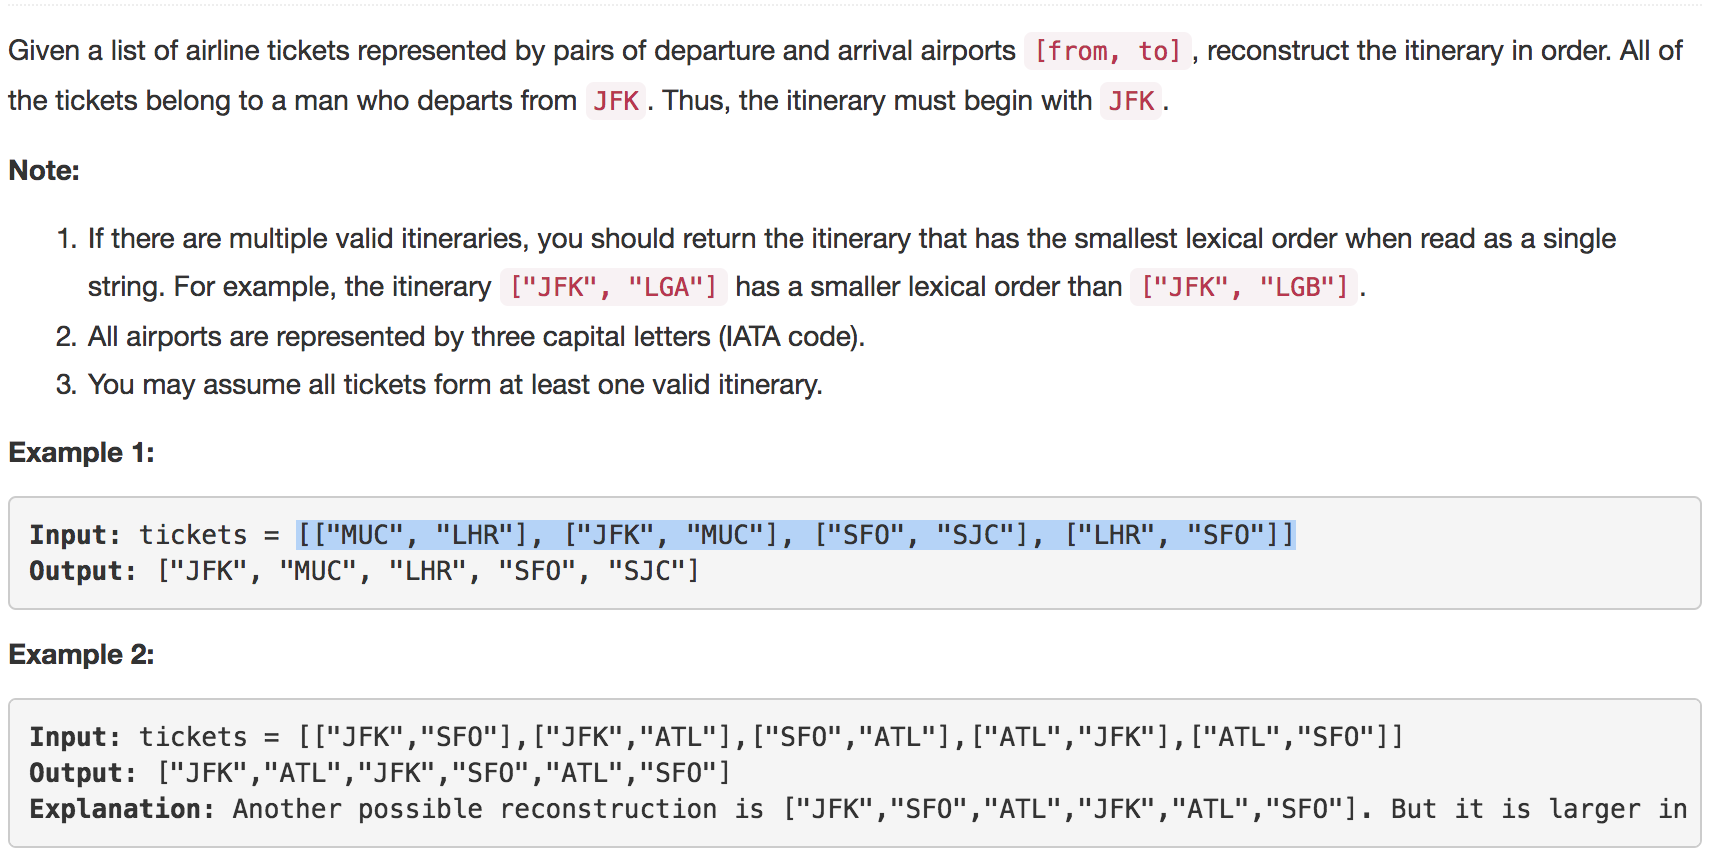 Given a list of airline tickets represented by pairs of departure and arrival airports [from, to] , reconstruct the itinerary in order. All of
the tickets belong to a man who departs from JFK . Thus, the itinerary must begin with JFK .
Note:
1. If there are multiple valid itineraries, you should return the itinerary that has the smallest lexical order when read as a single
string. For example, the itinerary ["JFK", "LGA"] has a smaller lexical order than ["JFK", "LGB"] .
2. All airports are represented by three capital letters (IATA code).
3. You may assume all tickets form at least one valid itinerary.
Example 1:
Input: tickets = [["MUC", "LHR"], ["JFK", "MUC"], ["SFO", "SJC"], ["LHR", "SFO"]]
Output: ["JFK", "MUC", "LHR", "SFO", "SJC"]
Example 2:
Input: tickets = [["JFK","SFO"],["JFK","ATL"],["SFO","ATL"],["ATL","JFK"],["ATL","SFO"]]
Output: ["JFK","ATL","JFK","SFO","ATL","SFO"]
Explanation: Another possible reconstruction is ["JFK","SFO","ATL","JFK","ATL","SFO"]. But it is larger in